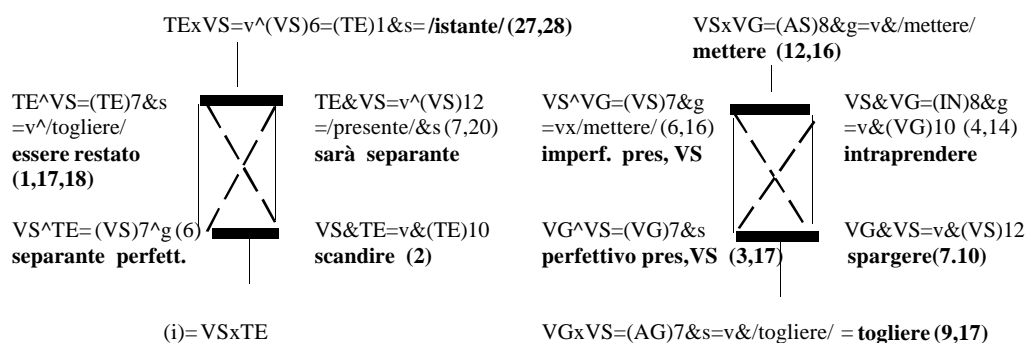 TExVS=v^(VS)6=(TE)1&s=/istante/ (27,28)
VSxVG=(AS)8&g=v&/mettere/
mettere (12,16)
TE^VS=(TE)7&s
=v^/togliere/
essere restato
(1,17,18)
TE&VS=v^(VS)12
=/presente/&s (7,20)
sarà separante
VS^VG=(VS)7&g
=vx/mettere/ (6,16)
imperf. pres, VS
VS&VG=(IN)8&g
=v&(VG)10 (4,14)
intraprendere
VS^TE= (VS)7^g (6)
separante perfett.
VS&TE=v&(TE)10
scandire (2)
VG^VS=(VG)7&s
perfettivo pres,VS (3,17)
VG&VS=v&(VS)12
spargere(7.10)
(i)=VSxTE
VGxVS=(AG)7&s=v&/togliere/ = togliere (9,17)